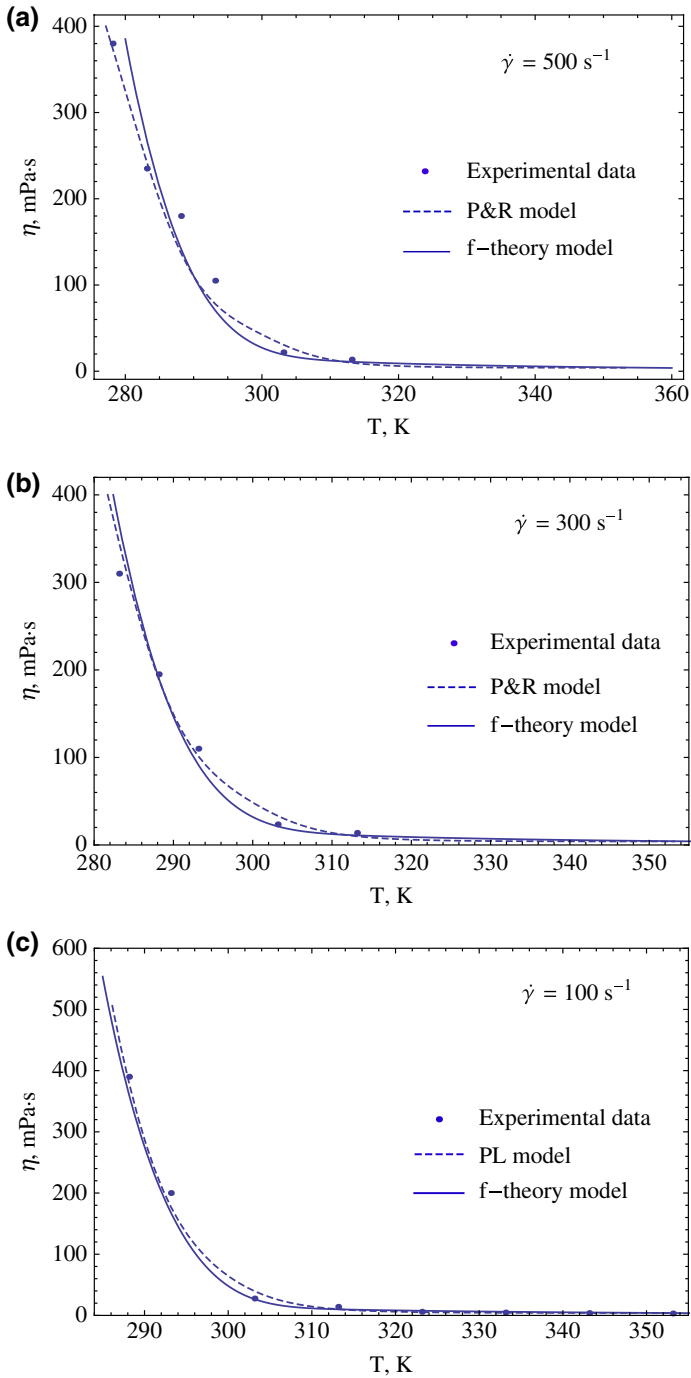 (a)
γ̇ = 500 s⁻¹
Experimental data
P&R model
f−theory model
η, mPa·s
400
300
200
100
0
280
300
320
340
360
T, K
(b)
γ̇ = 300 s⁻¹
Experimental data
P&R model
f−theory model
η, mPa·s
400
300
200
100
0
280
290
300
310
320
330
340
350
T, K
(c)
γ̇ = 100 s⁻¹
Experimental data
PL model
f−theory model
η, mPa·s
600
500
400
300
200
100
0
290
300
310
320
330
340
350
T, K